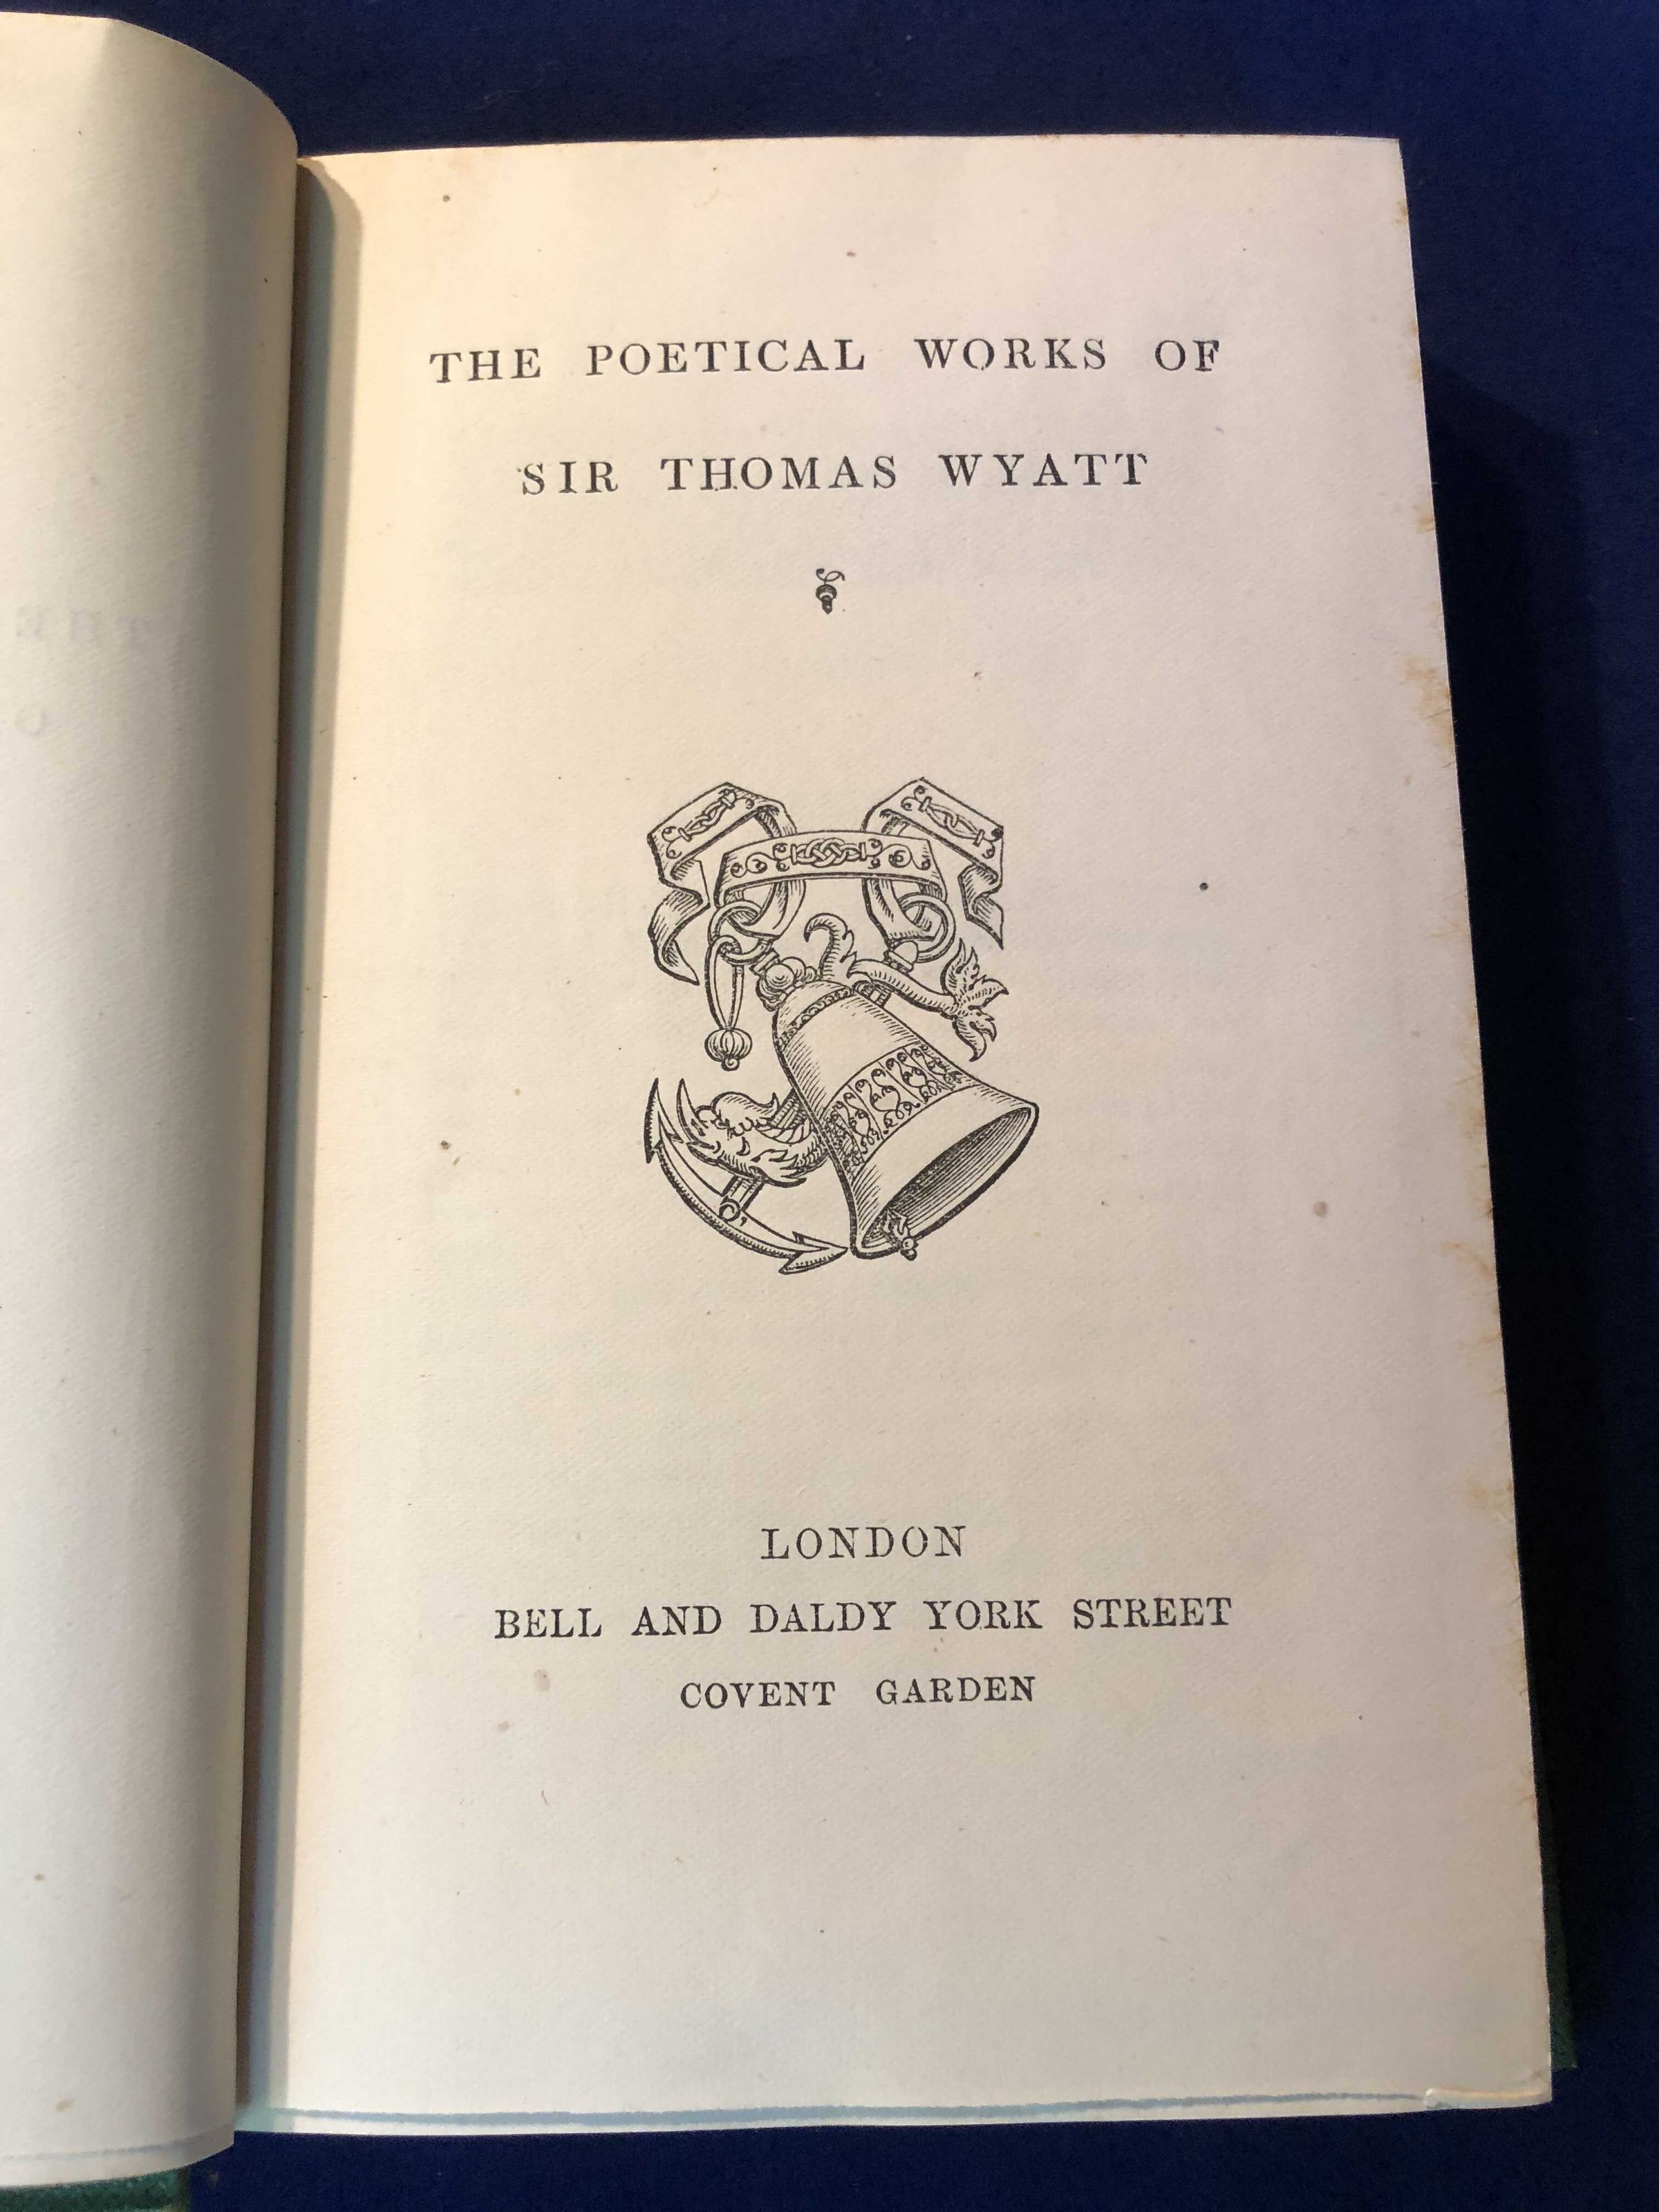 THE POETICAL WORKS OF
SIR THOMAS WYATT
LONDON
BELL AND DALDY YORK STREET
COVENT GARDEN